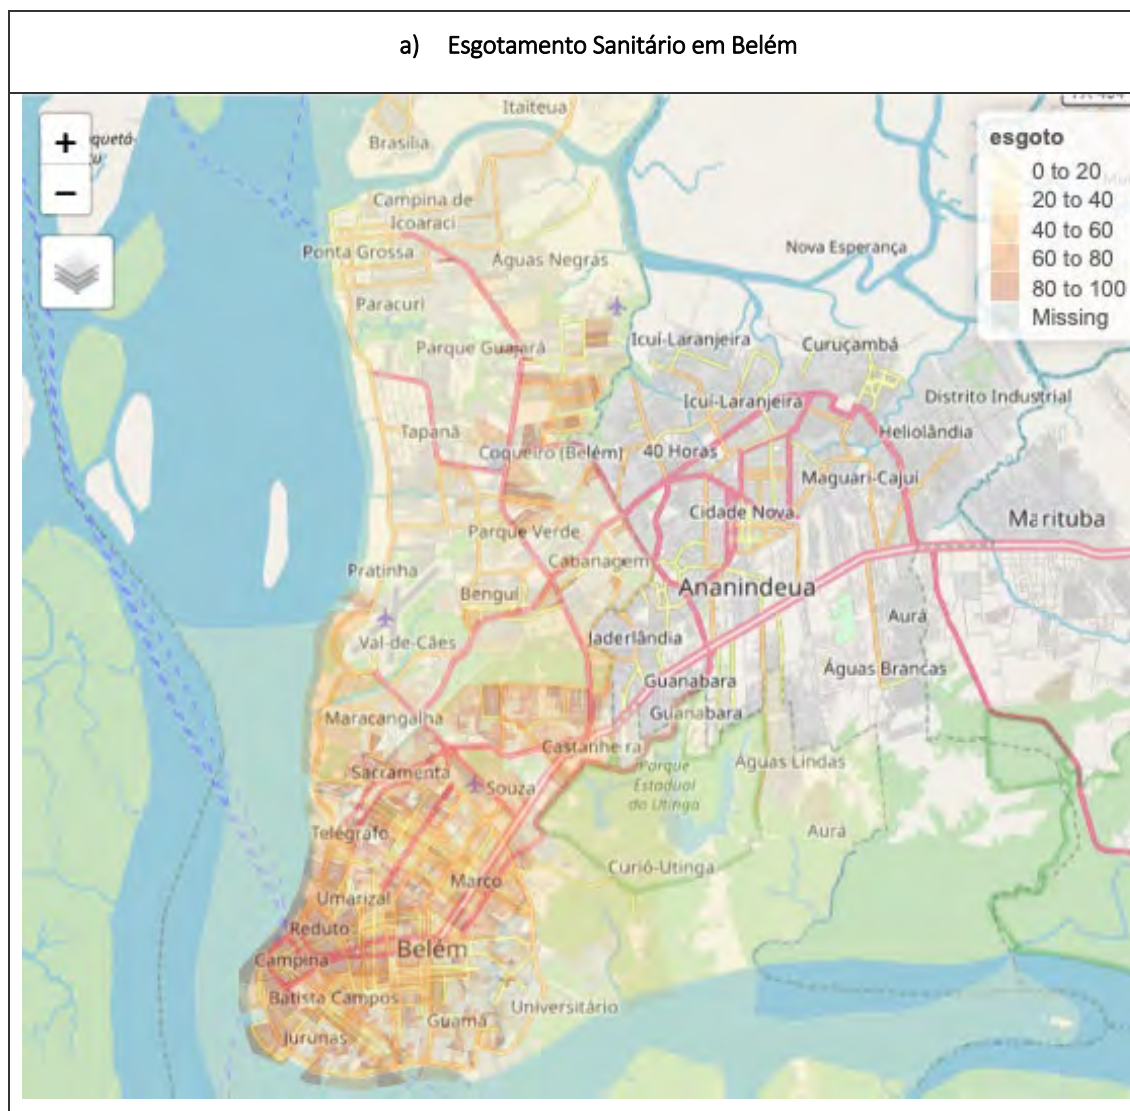 a) Esgotamento Sanitário em Belém
Itaiteua
+
quetá-
Brasília
esgoto
0 to 20
−
20 to 40
Campina de
Icoaraci
40 to 60
Ponta Grossa
Águas Negras
Nova Esperança
60 to 80
80 to 100
Paracuri
Missing
Parque Guajará
Icuí-Laranjeira
Curuçambá
Icuí-Laranjeira
Distrito Industrial
Tapanã
Heliolândia
Coqueiro (Belém)
40 Horas
Maguari-Cajuí
Cidade Nova
Marituba
Parque Verde
Cabanagem
Pratinha
Ananindeua
Bengui
Aurá
Val-de-Cães
Jaderlândia
Águas Brancas
Guanabara
Maracangalha
Guanabara
Castanheira
Sacramenta
Parque
Estadual
do Utinga
Águas Lindas
Souza
Telégrafo
Aurá
Curió-Utinga
Marco
Umarizal
Reduto
Belém
Campina
Batista Campos
Universitário
Guamá
Jurunas